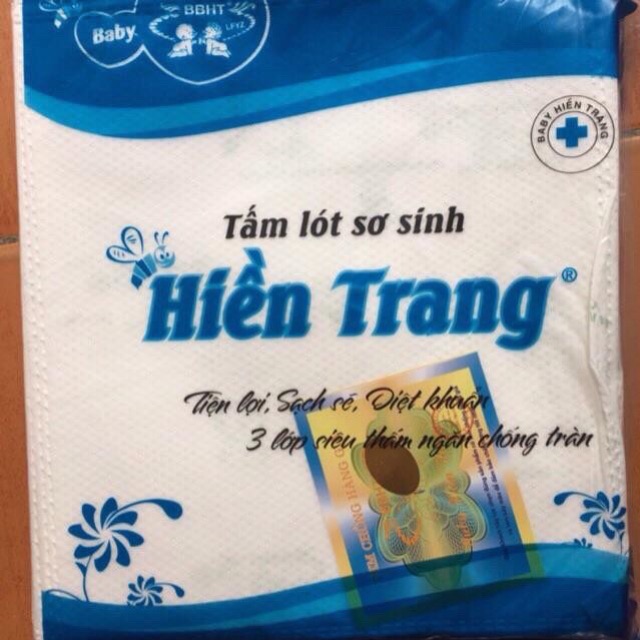 Baby
BBHT
LFYZ
BABY HIỀN TRANG
Tấm lót sơ sinh
Hiền Trang®
Tiện lợi, Sạch sẽ, Diệt khuẩn
3 lớp siêu thấm ngăn chống tràn